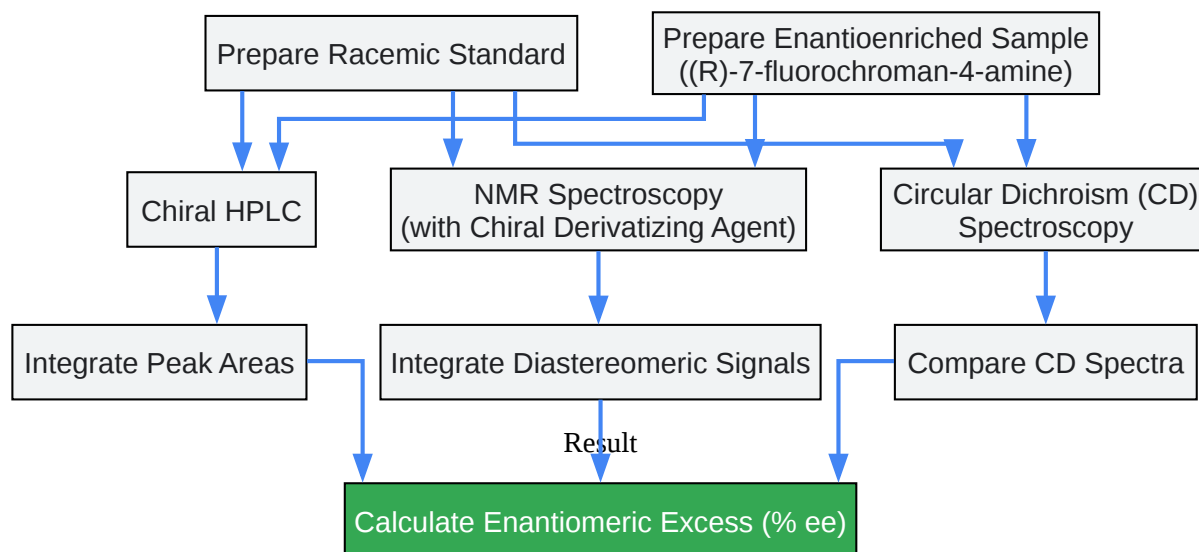 Prepare Racemic Standard
Prepare Enantioenriched Sample
((R)-7-fluorochroman-4-amine)
Chiral HPLC
NMR Spectroscopy
(with Chiral Derivatizing Agent)
Circular Dichroism (CD)
Spectroscopy
Integrate Peak Areas
Integrate Diastereomeric Signals
Compare CD Spectra
Result
Calculate Enantiomeric Excess (% ee)